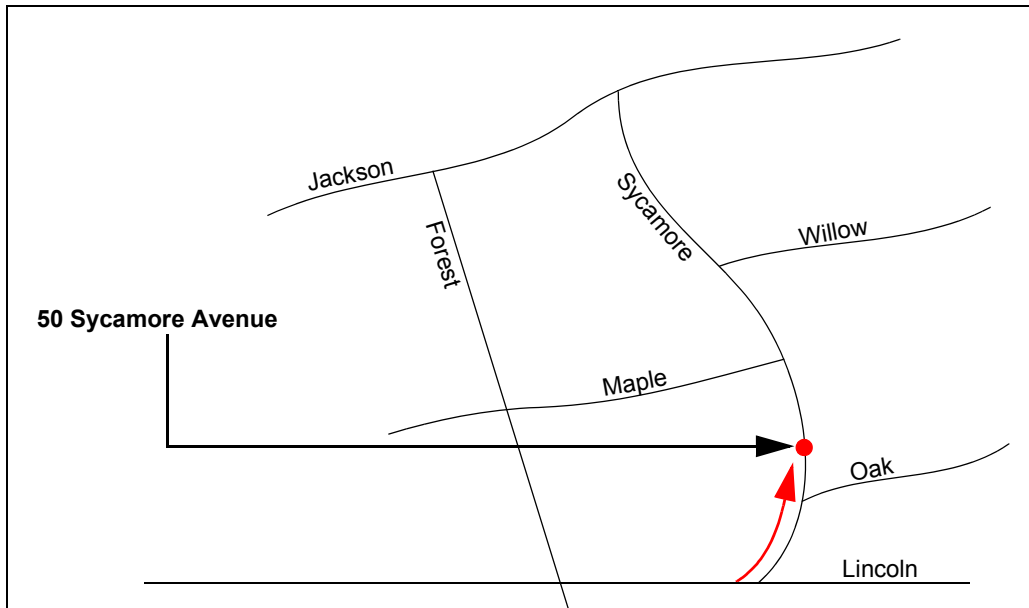 Jackson
Sycamore
Willow
Forest
50 Sycamore Avenue
Maple
Oak
Lincoln